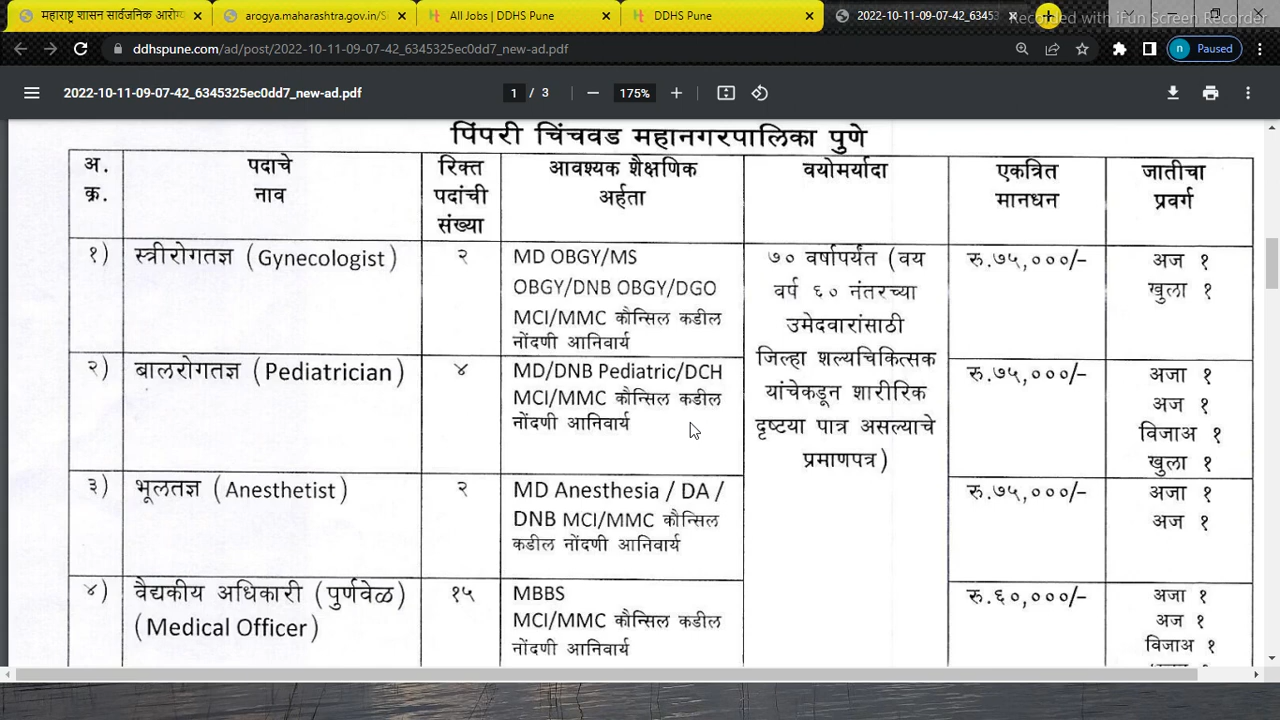 महाराष्ट्र शासन सार्वजनिक आरोग्य
arogya.maharashtra.gov.in/S
All Jobs | DDHS Pune
DDHS Pune
2022-10-11-09-07-42_6345
Recorded with iFun Screen Recorder
ddhspune.com/ad/post/2022-10-11-09-07-42_6345325ec0dd7_new-ad.pdf
n Paused
2022-10-11-09-07-42_6345325ec0dd7_new-ad.pdf
1 / 3
175%
पिंपरी चिंचवड महानगरपालिका पुणे
अ. क्र.
पदाचे नाव
रिक्त पदांची संख्या
आवश्यक शैक्षणिक अर्हता
वयोमर्यादा
एकत्रित मानधन
जातीचा प्रवर्ग
१) स्त्रीरोगतज्ञ (Gynecologist) २
MD OBGY/MS
OBGY/DNB OBGY/DGO
MCI/MMC कौन्सिल कडील
नोंदणी आनिवार्य
७० वर्षापर्यंत (वय
वर्ष ६० नंतरच्या
उमेदवारांसाठी
जिल्हा शल्यचिकित्सक
यांचेकडून शारीरिक
दृष्टया पात्र असल्याचे
प्रमाणपत्र)
रु.७५,०००/-
अज १
खुला १
२) बालरोगतज्ञ (Pediatrician) ४
MD/DNB Pediatric/DCH
MCI/MMC कौन्सिल कडील
नोंदणी आनिवार्य
रु.७५,०००/-
अजा १
अज १
विजाअ १
खुला १
३) भूलतज्ञ (Anesthetist) २
MD Anesthesia / DA /
DNB MCI/MMC कौन्सिल
कडील नोंदणी आनिवार्य
रु.७५,०००/-
अजा १
अज १
४) वैद्यकीय अधिकारी (पुर्णवेळ) १५
(Medical Officer)
MBBS
MCI/MMC कौन्सिल कडील
नोंदणी आनिवार्य
रु.६०,०००/-
अजा १
अज १
विजाअ १